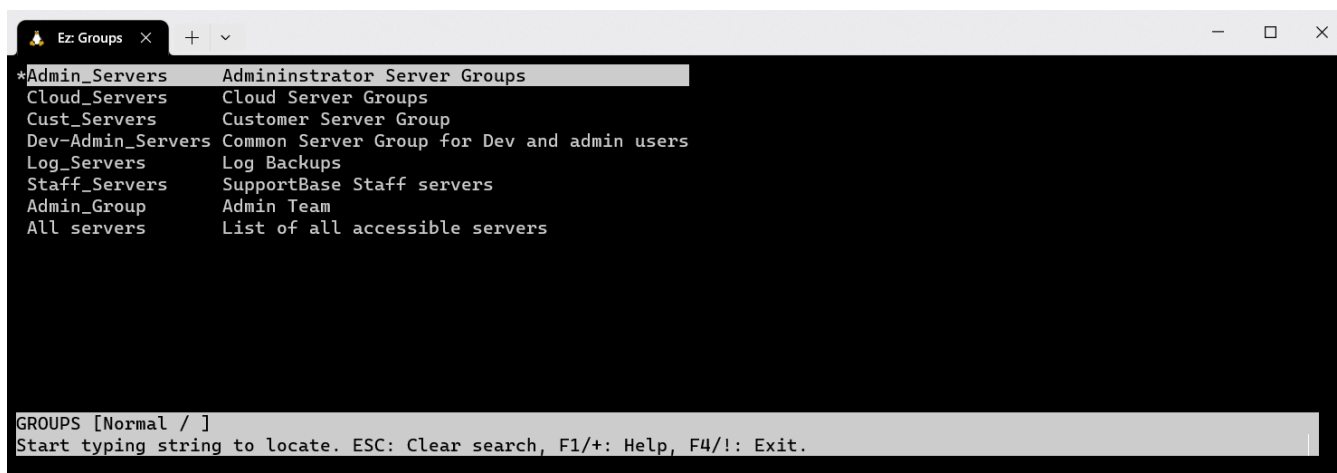 Ez: Groups
*Admin_Servers Admininstrator Server Groups
Cloud_Servers Cloud Server Groups
Cust_Servers Customer Server Group
Dev-Admin_Servers Common Server Group for Dev and admin users
Log_Servers Log Backups
Staff_Servers SupportBase Staff servers
Admin_Group Admin Team
All servers List of all accessible servers
GROUPS [Normal / ]
Start typing string to locate. ESC: Clear search, F1/+: Help, F4/!: Exit.